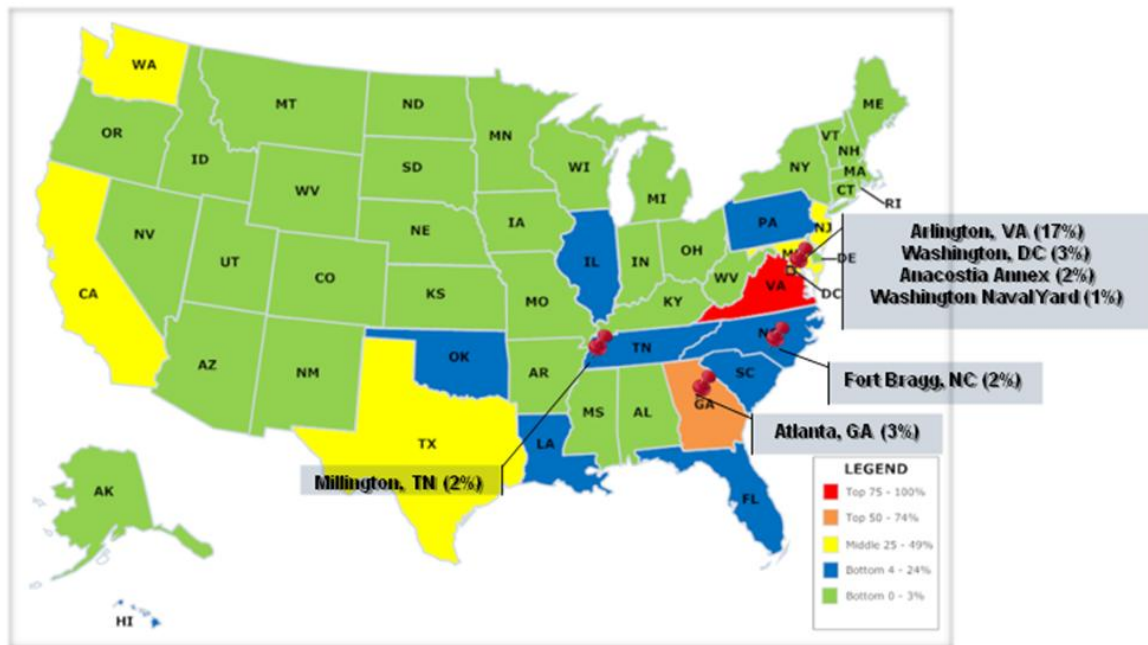 WA
MT
ND
MN
ME
OR
ID
SD
WI
MI
NY
VT
NH
MA
CT
RI
WV
IA
NE
PA
NJ
NV
UT
CO
KS
MO
IL
IN
OH
WV
DE
DC
VA
KY
CA
AZ
NM
OK
AR
TN
SC
MS
AL
GA
TX
LA
FL
AK
HI
Arlington, VA (17%)
Washington, DC (3%)
Anacostia Annex (2%)
Washington Naval Yard (1%)
Fort Bragg, NC (2%)
Atlanta, GA (3%)
Millington, TN (2%)
LEGEND
Top 75 - 100%
Top 50 - 74%
Middle 25 - 49%
Bottom 4 - 24%
Bottom 0 - 3%